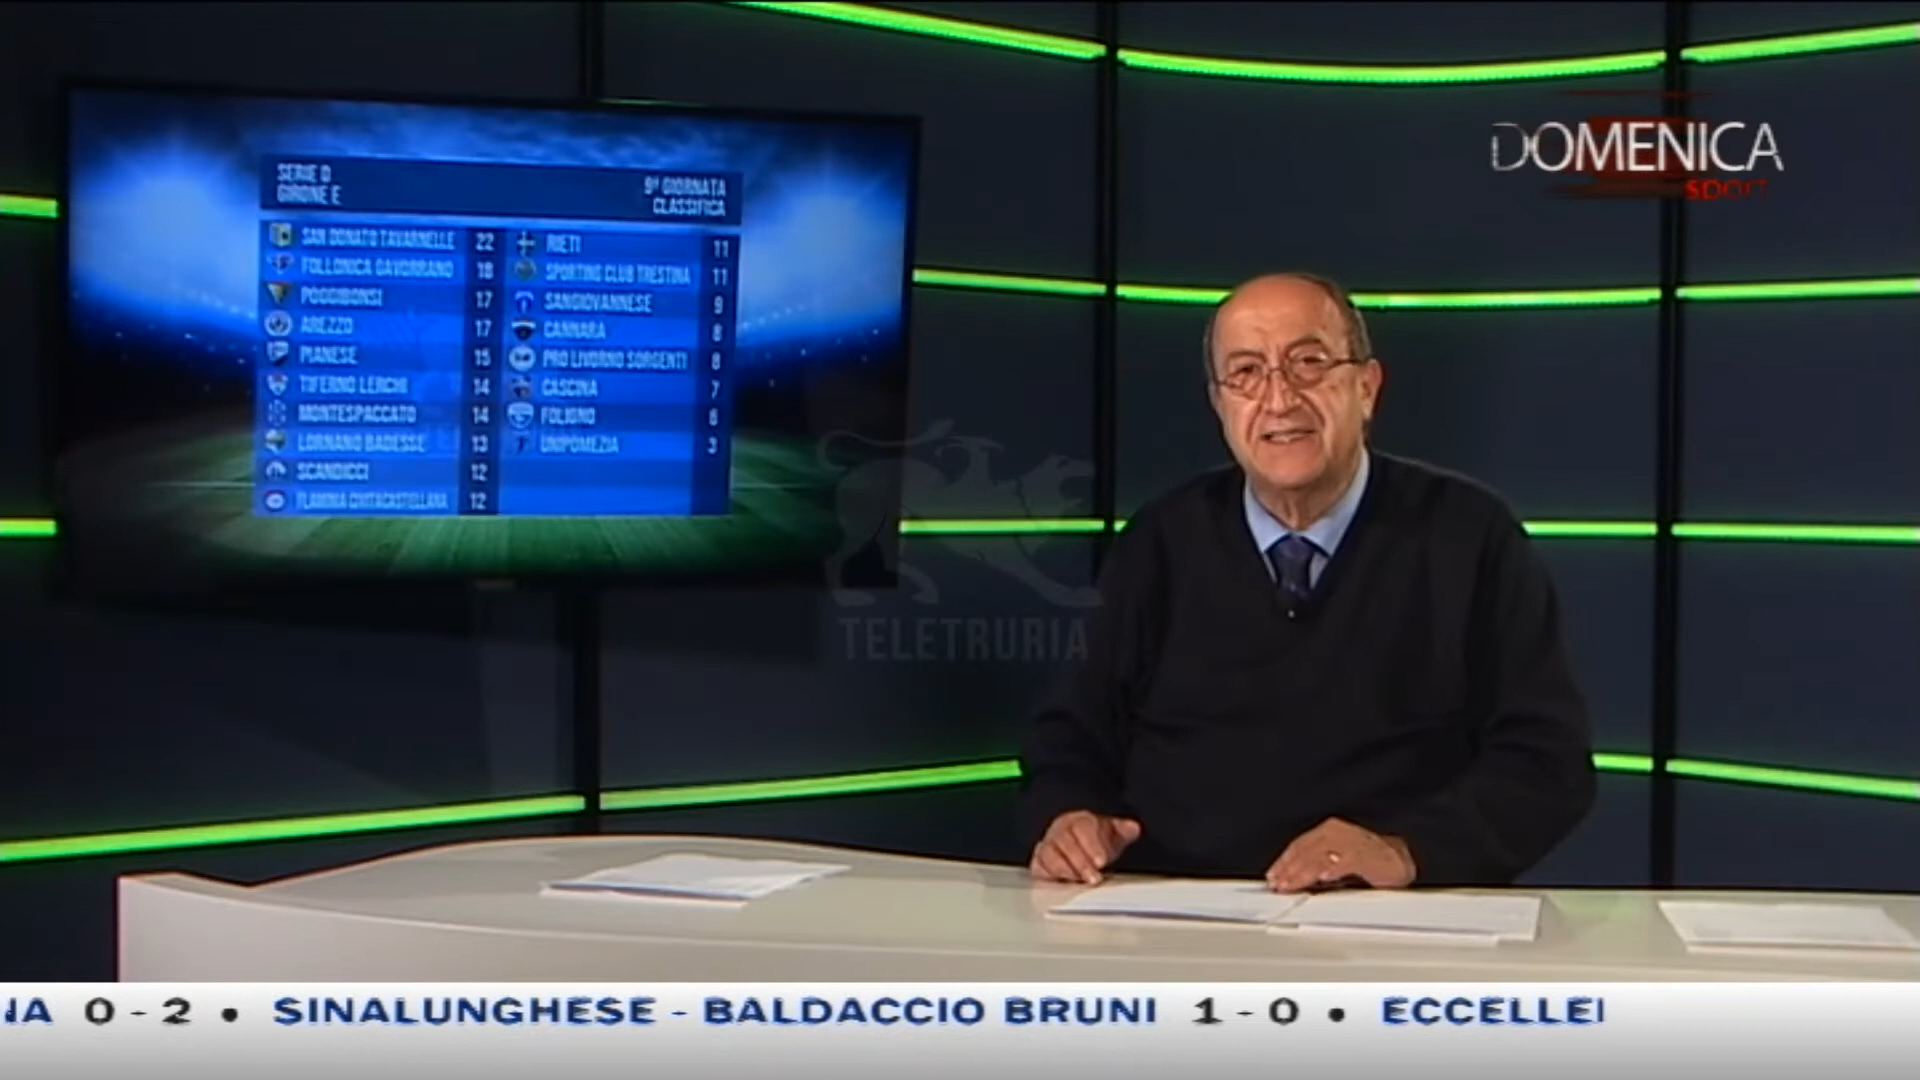 DOMENICA
SPORT
SERIE D
GIRONE E
9ª GIORNATA
CLASSIFICA
SAN DONATO TAVARNELLE 22
FOLLONICA GAVORRANO 18
POGGIBONSI 17
AREZZO 17
PIANESE 15
TIFERNO LERCHI 14
MONTESPACCATO 14
LORNANO BADESSE 13
SCANDICCI 12
FLAMINIA CIVITACASTELLANA 12
RIETI 11
SPORTING CLUB TRESTINA 11
SANGIOVANNESE 9
CANNARA 8
PRO LIVORNO SORGENTI 8
CASCINA 7
FOLIGNO 6
UNIPOMEZIA 3
TELETRURIA
NA 0 - 2 • SINALUNGHESE - BALDACCIO BRUNI 1 - 0 • ECCELLE